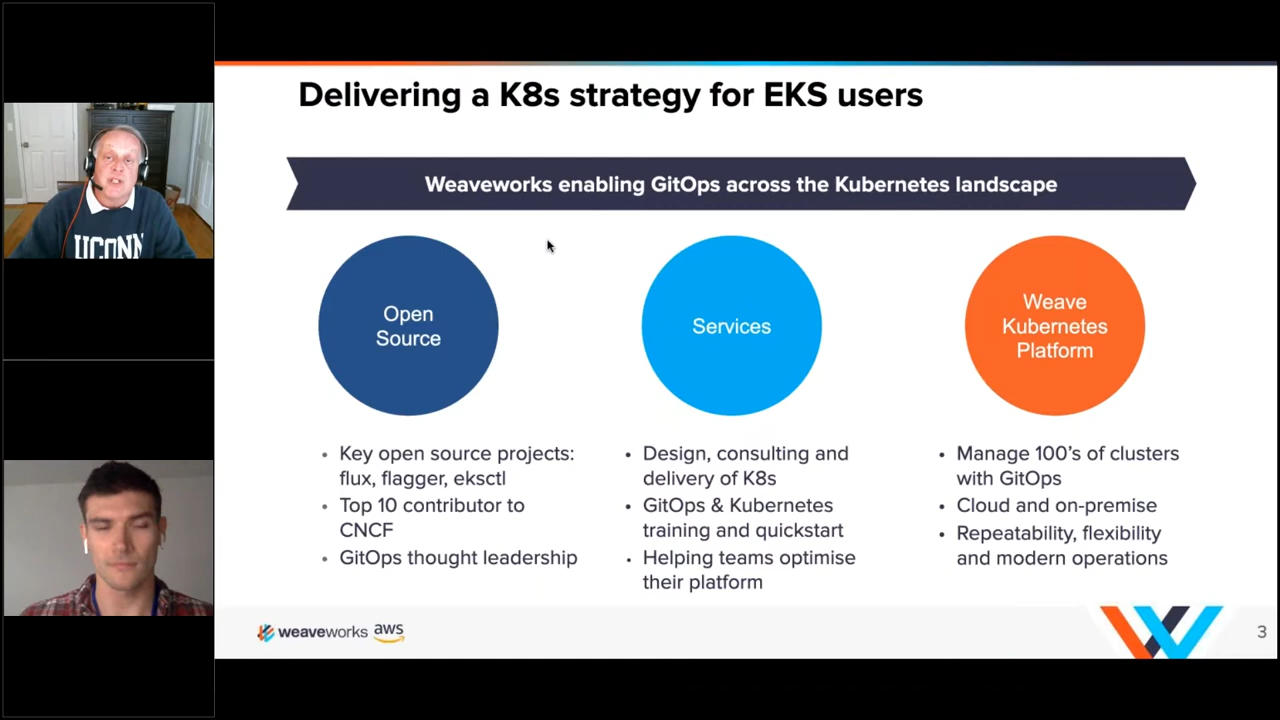 Delivering a K8s strategy for EKS users
Weaveworks enabling GitOps across the Kubernetes landscape
Open
Source
Services
Weave
Kubernetes
Platform
• Key open source projects:
flux, flagger, eksctl
• Top 10 contributor to
CNCF
• GitOps thought leadership
• Design, consulting and
delivery of K8s
• GitOps & Kubernetes
training and quickstart
• Helping teams optimise
their platform
• Manage 100's of clusters
with GitOps
• Cloud and on-premise
• Repeatability, flexibility
and modern operations
weaveworks aws
3
UCONN